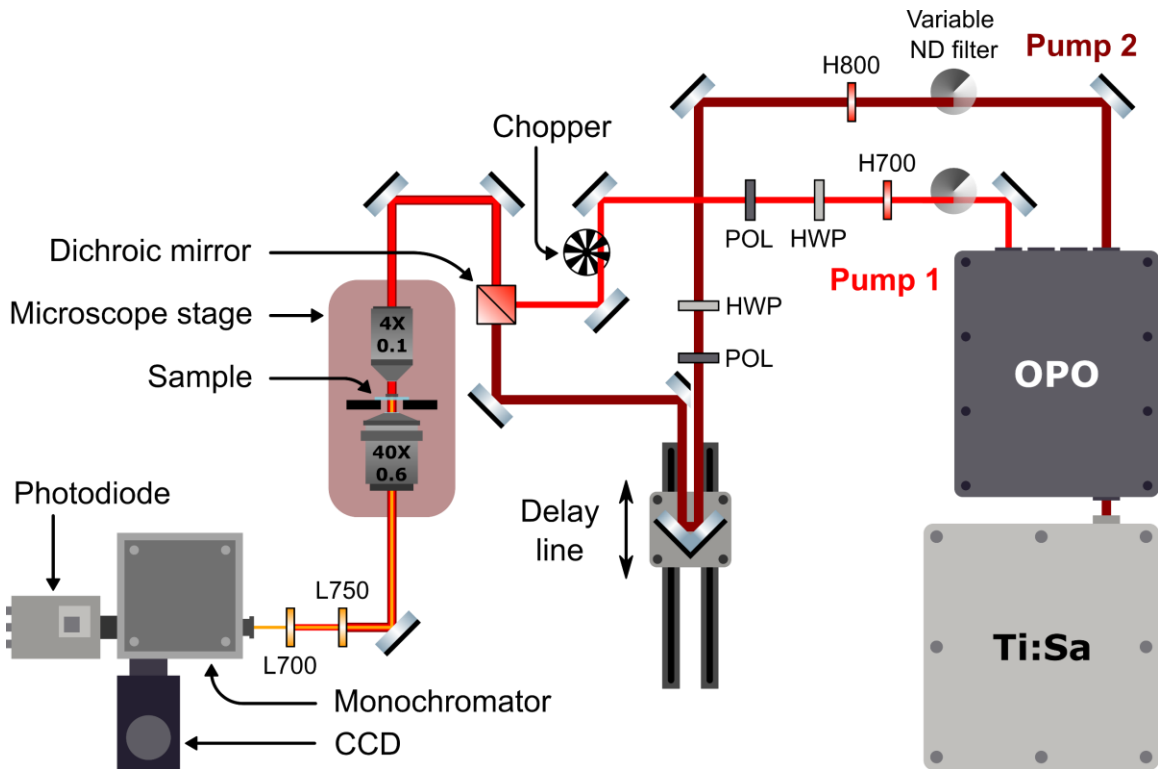 Variable
ND filter
Pump 2
H800
Chopper
H700
POL
HWP
Dichroic mirror
Pump 1
Microscope stage
HWP
4X
0.1
POL
Sample
OPO
40X
0.6
Photodiode
Delay
line
L750
L700
Ti:Sa
Monochromator
CCD